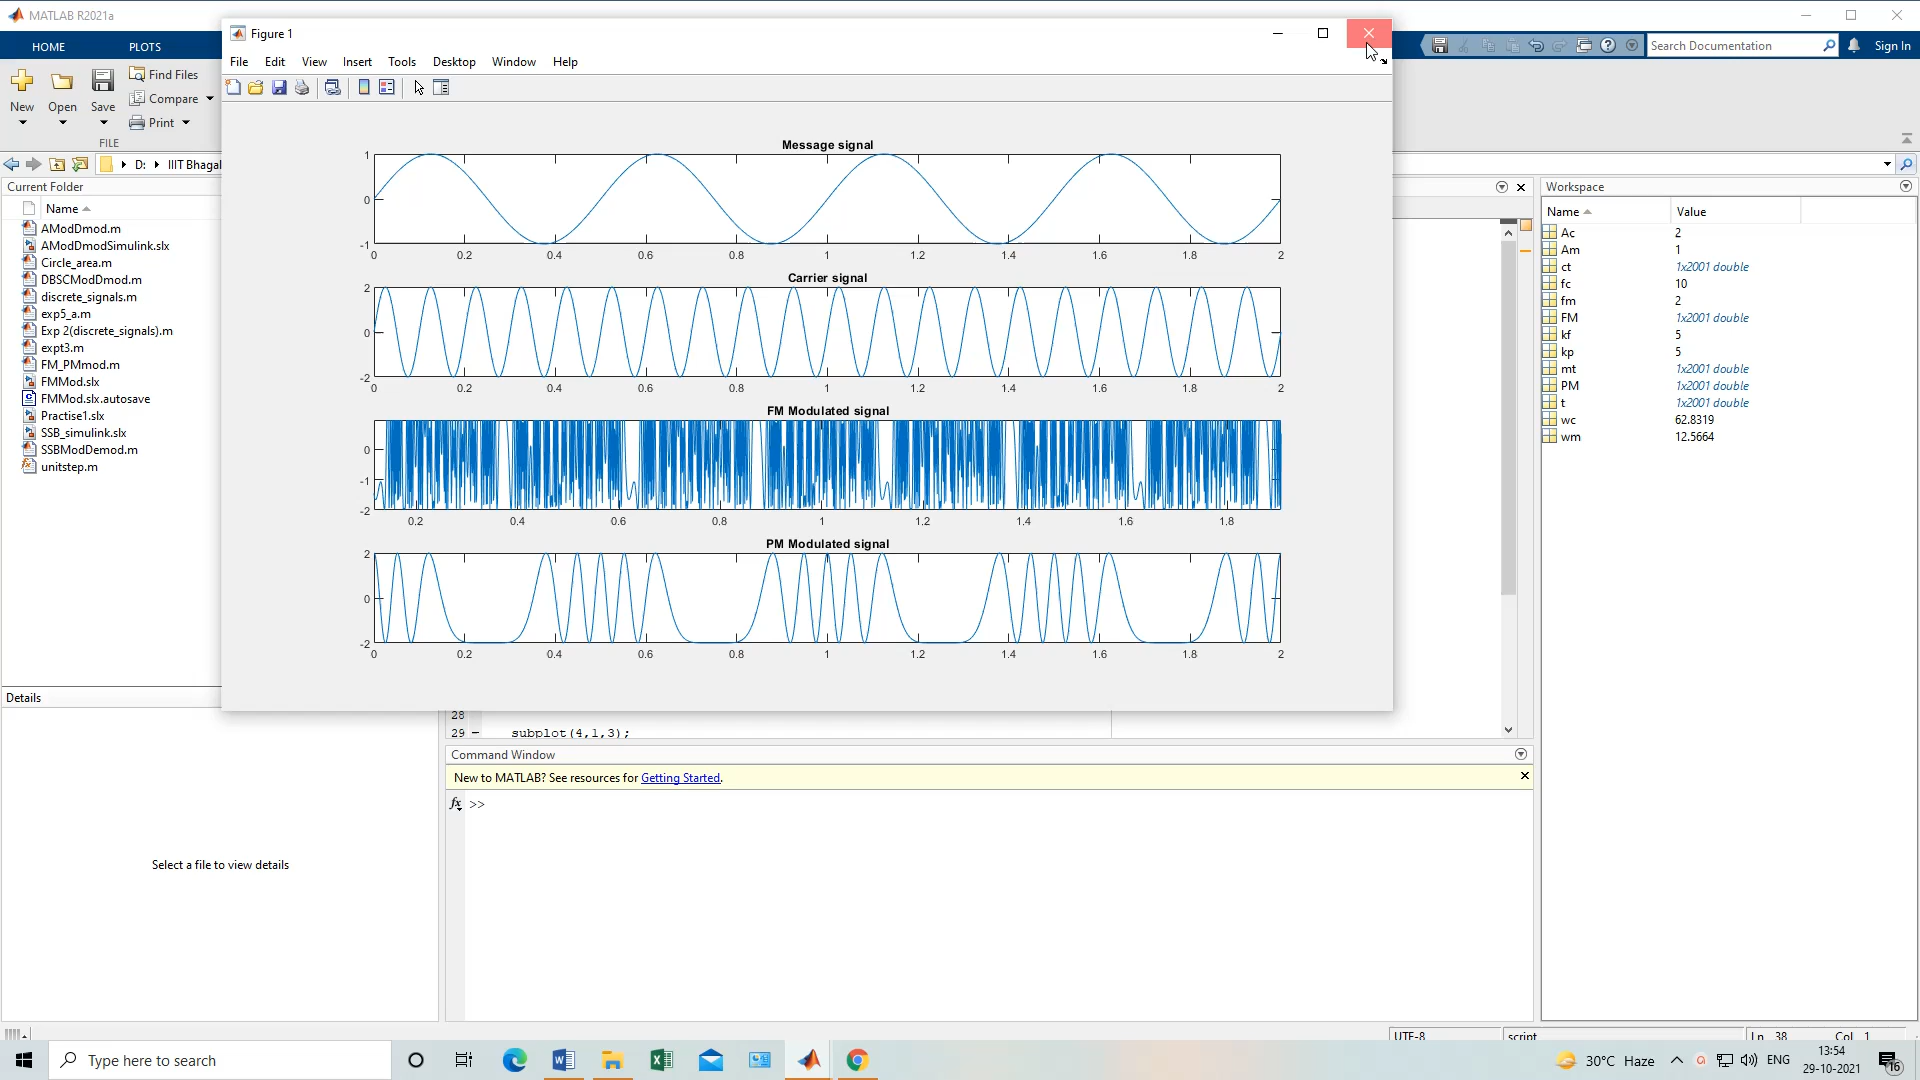 MATLAB R2021a
HOME
PLOTS
Search Documentation
Sign In
New
Open
Save
Find Files
Compare
Print
FILE
D:
IIIT Bhagal
Current Folder
Name
AModDmod.m
AModDmodSimulink.slx
Circle_area.m
DBSCModDmod.m
discrete_signals.m
exp5_a.m
Exp 2(discrete_signals).m
expt3.m
FM_PMmod.m
FMMod.slx
FMMod.slx.autosave
Practise1.slx
SSB_simulink.slx
SSBModDemod.m
unitstep.m
Details
Select a file to view details
Figure 1
File Edit View Insert Tools Desktop Window Help
Message signal
1
0
-1
0 0.2 0.4 0.6 0.8 1 1.2 1.4 1.6 1.8 2
Carrier signal
2
0
-2
0 0.2 0.4 0.6 0.8 1 1.2 1.4 1.6 1.8 2
FM Modulated signal
0
-1
-2
0.2 0.4 0.6 0.8 1 1.2 1.4 1.6 1.8
PM Modulated signal
2
0
-2
0 0.2 0.4 0.6 0.8 1 1.2 1.4 1.6 1.8 2
28
29 – subplot(4,1,3);
Command Window
New to MATLAB? See resources for Getting Started.
fx >>
Workspace
Name Value
Ac 2
Am 1
ct 1x2001 double
fc 10
fm 2
FM 1x2001 double
kf 5
kp 5
mt 1x2001 double
PM 1x2001 double
t 1x2001 double
wc 62.8319
wm 12.5664
UTF-8 script Ln 38 Col 1
Type here to search
30°C Haze
ENG
13:54
29-10-2021
16